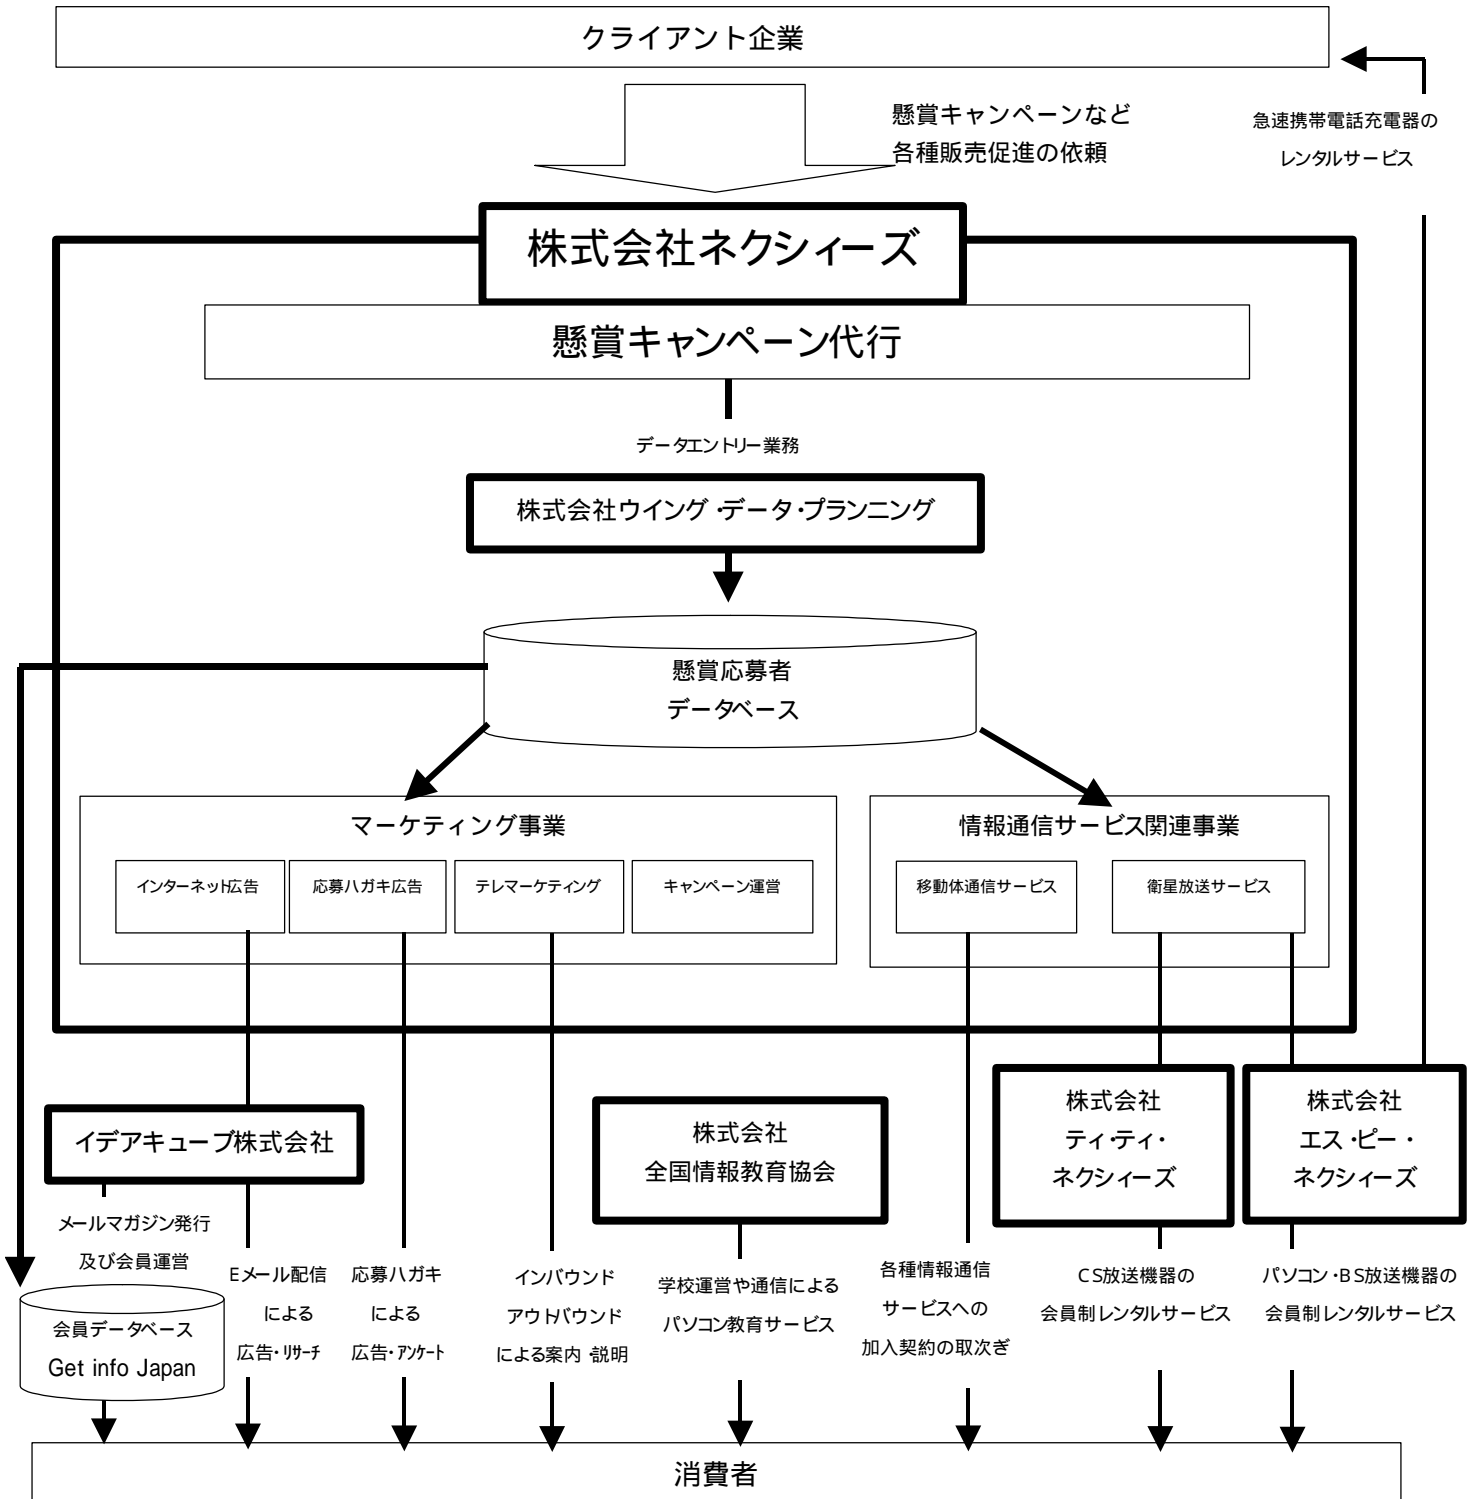 クライアント企業
懸賞キャンペーンなど
各種販売促進の依頼
急速携帯電話充電器の
レンタルサービス
株式会社ネクシィーズ
懸賞キャンペーン代行
データエントリー業務
株式会社ウイング・データ・プランニング
懸賞応募者
データベース
マーケティング事業
インターネット広告
応募ハガキ広告
テレマーケティング
キャンペーン運営
情報通信サービス関連事業
移動体通信サービス
衛星放送サービス
イデアキューブ株式会社
株式会社
全国情報教育協会
株式会社
ティ・ティ・
ネクシィーズ
株式会社
エス・ピー・
ネクシィーズ
メールマガジン発行
及び会員運営
会員データベース
Get info Japan
Eメール配信
による
広告・リサーチ
応募ハガキ
による
広告・アンケート
インバウンド
アウトバウンド
による案内・説明
学校運営や通信による
パソコン教育サービス
各種情報通信
サービスへの
加入契約の取次ぎ
CS放送機器の
会員制レンタルサービス
パソコン・BS放送機器の
会員制レンタルサービス
消費者